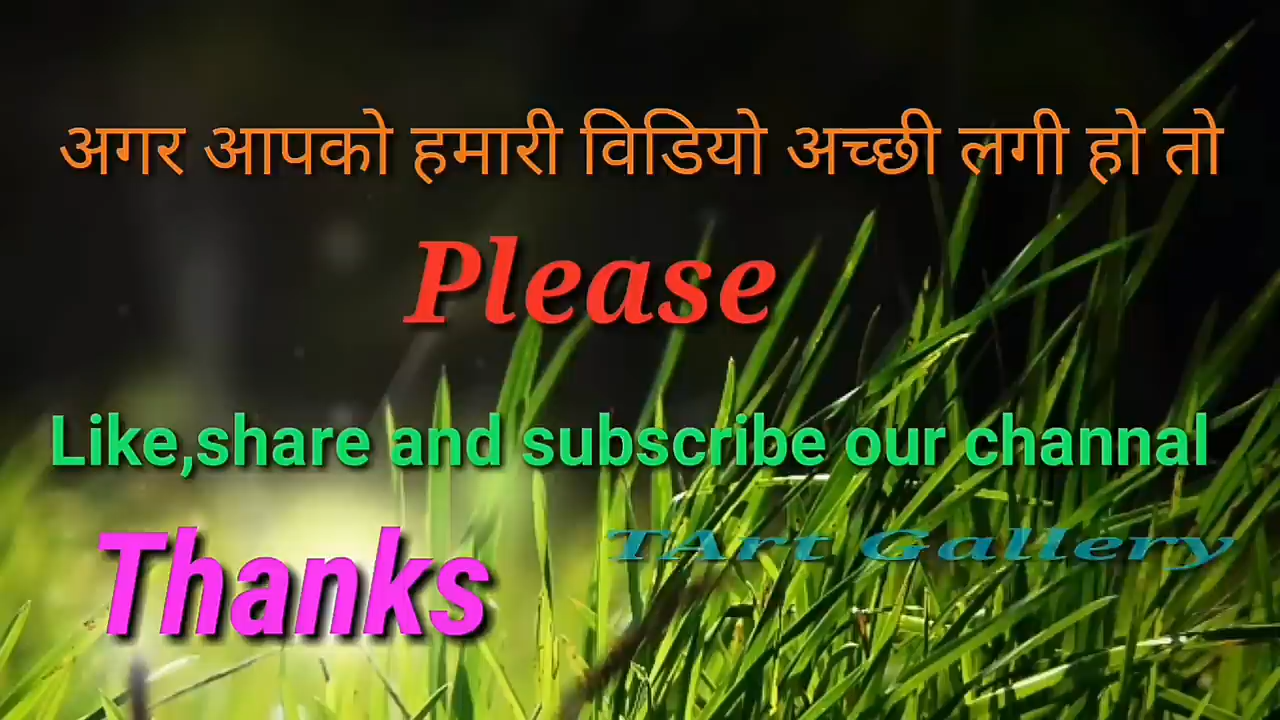 अगर आपको हमारी विडियो अच्छी लगी हो तो
Please
Like,share and subscribe our channal
Thanks
TArt Gallery